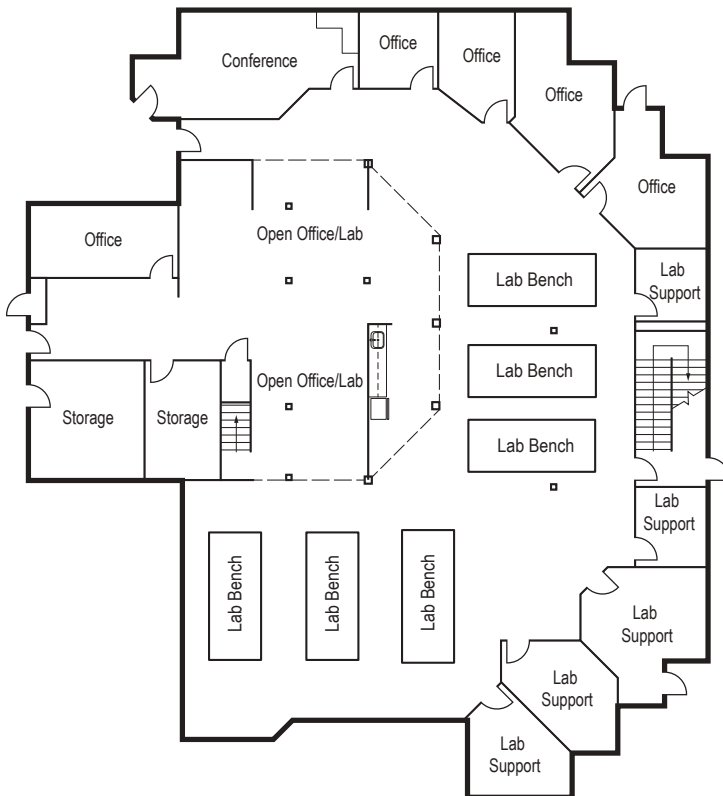 Conference
Office
Office
Office
Office
Office
Open Office/Lab
Lab Bench
Lab
Support
Lab Bench
Open Office/Lab
Storage
Storage
Lab Bench
Lab
Support
Lab Bench
Lab Bench
Lab Bench
Lab
Support
Lab
Support
Lab
Support